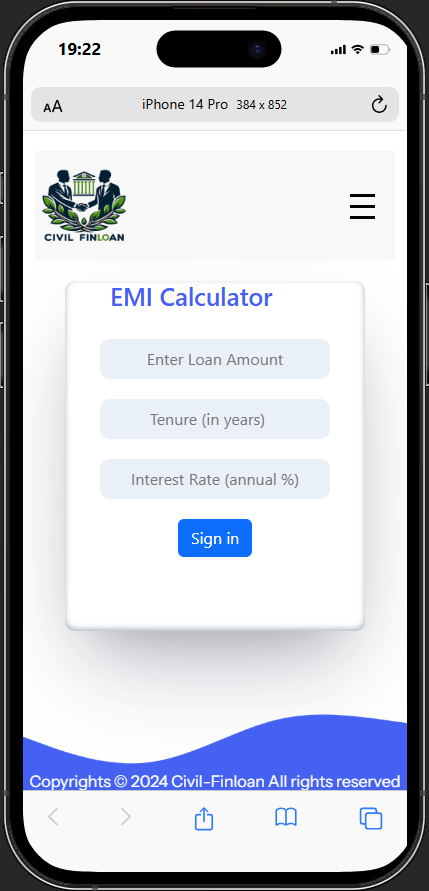 19:22
AA
iPhone 14 Pro 384 x 852
CIVIL FINLOAN
EMI Calculator
Enter Loan Amount
Tenure (in years)
Interest Rate (annual %)
Sign in
Copyrights © 2024 Civil-Finloan All rights reserved